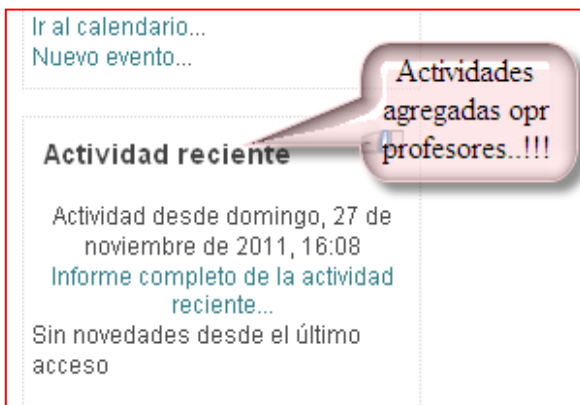 Ir al calendario...
Nuevo evento...
Actividades
agregadas opr
profesores..!!!
Actividad reciente
Actividad desde domingo, 27 de
noviembre de 2011, 16:08
Informe completo de la actividad
reciente...
Sin novedades desde el último
acceso